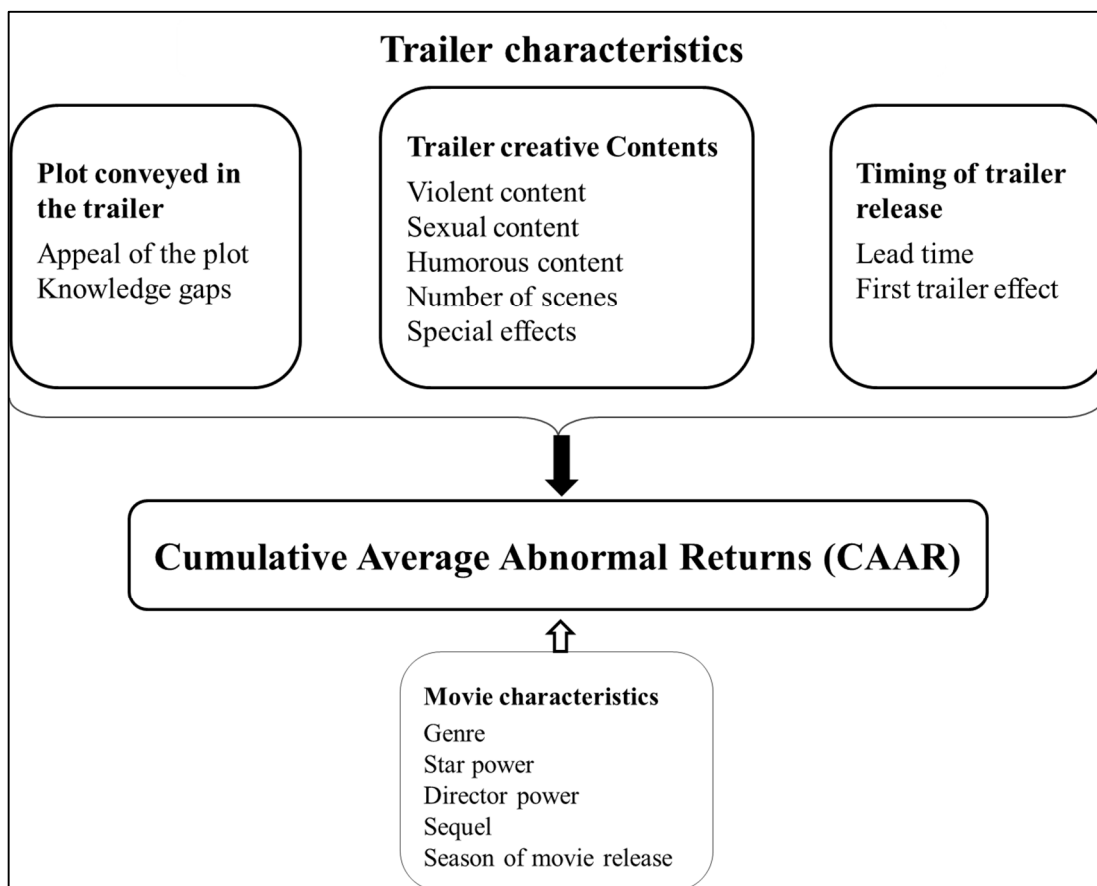 Trailer characteristics
Plot conveyed in
the trailer
Appeal of the plot
Knowledge gaps
Trailer creative Contents
Violent content
Sexual content
Humorous content
Number of scenes
Special effects
Timing of trailer
release
Lead time
First trailer effect
Cumulative Average Abnormal Returns (CAAR)
Movie characteristics
Genre
Star power
Director power
Sequel
Season of movie release